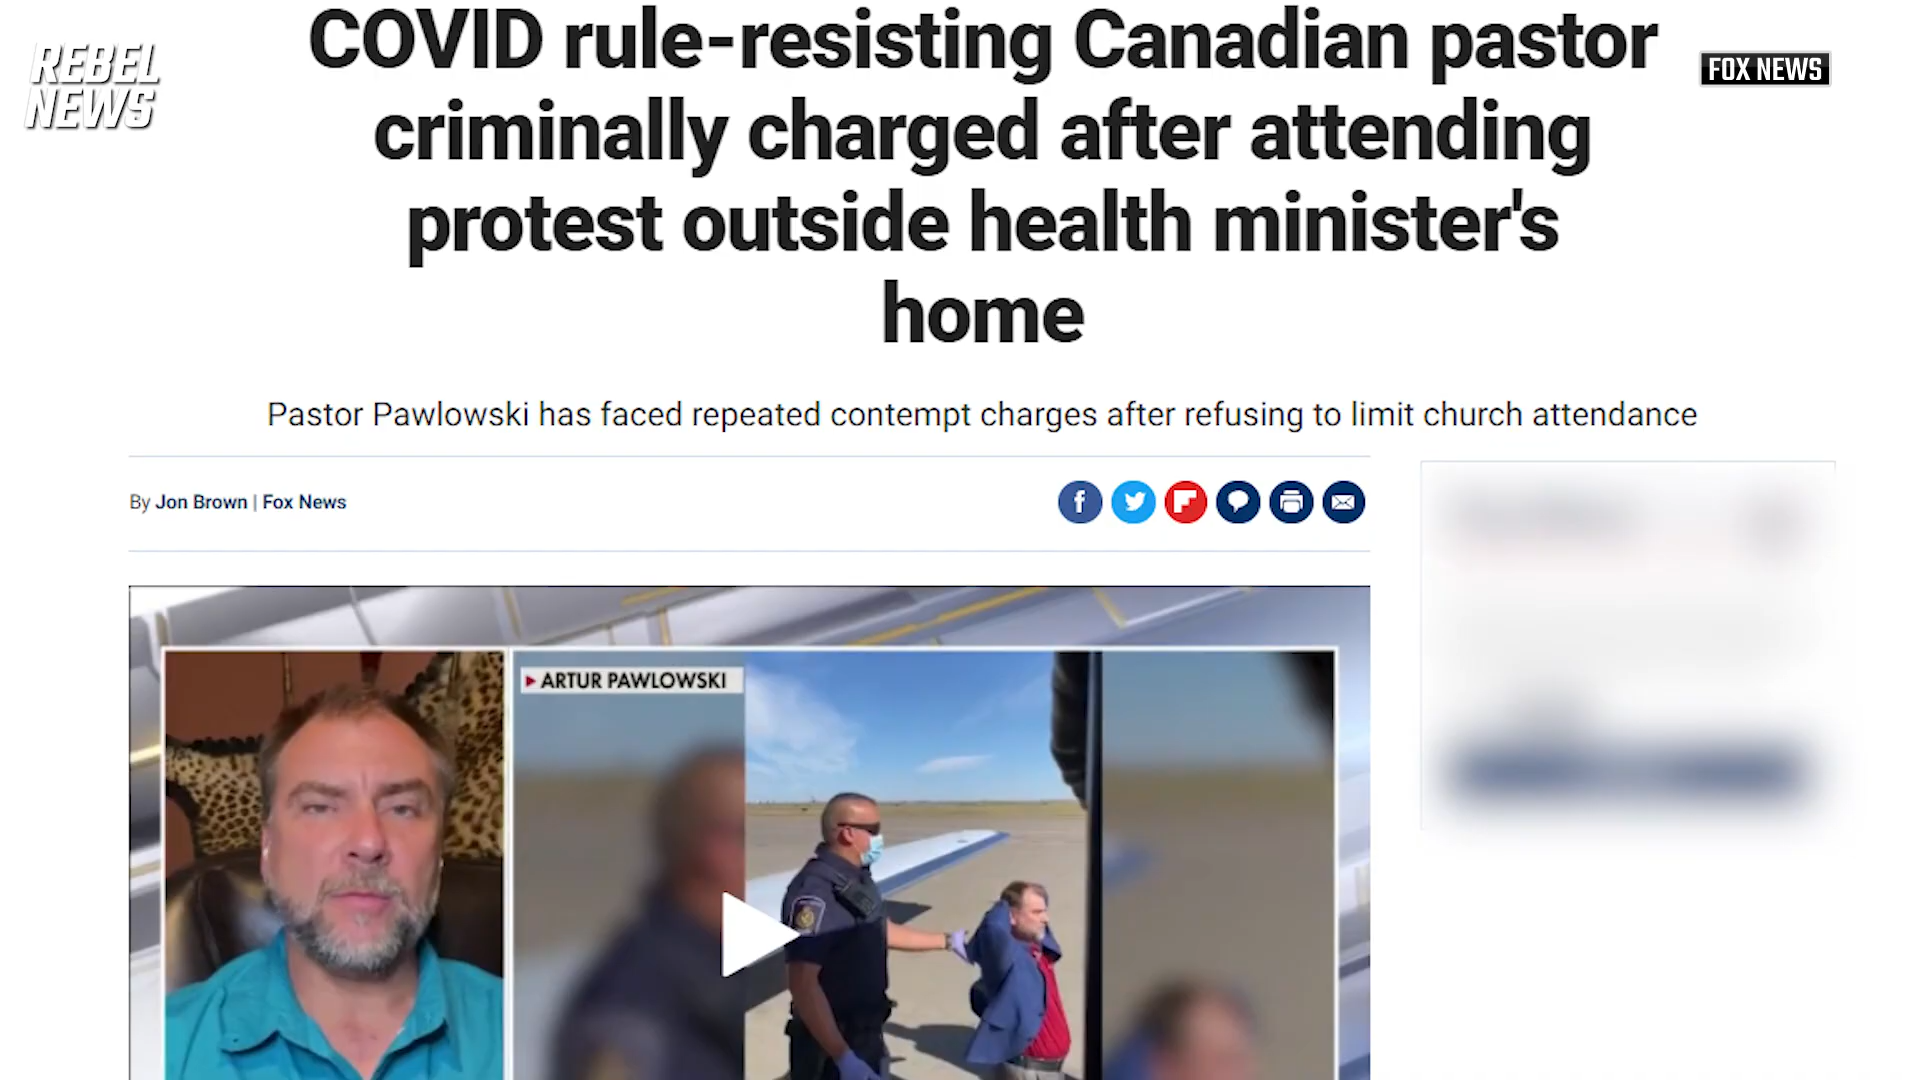 REBEL
NEWS
COVID rule-resisting Canadian pastor
criminally charged after attending
protest outside health minister's
home
FOX NEWS
Pastor Pawlowski has faced repeated contempt charges after refusing to limit church attendance
By Jon Brown | Fox News
ARTUR PAWLOWSKI